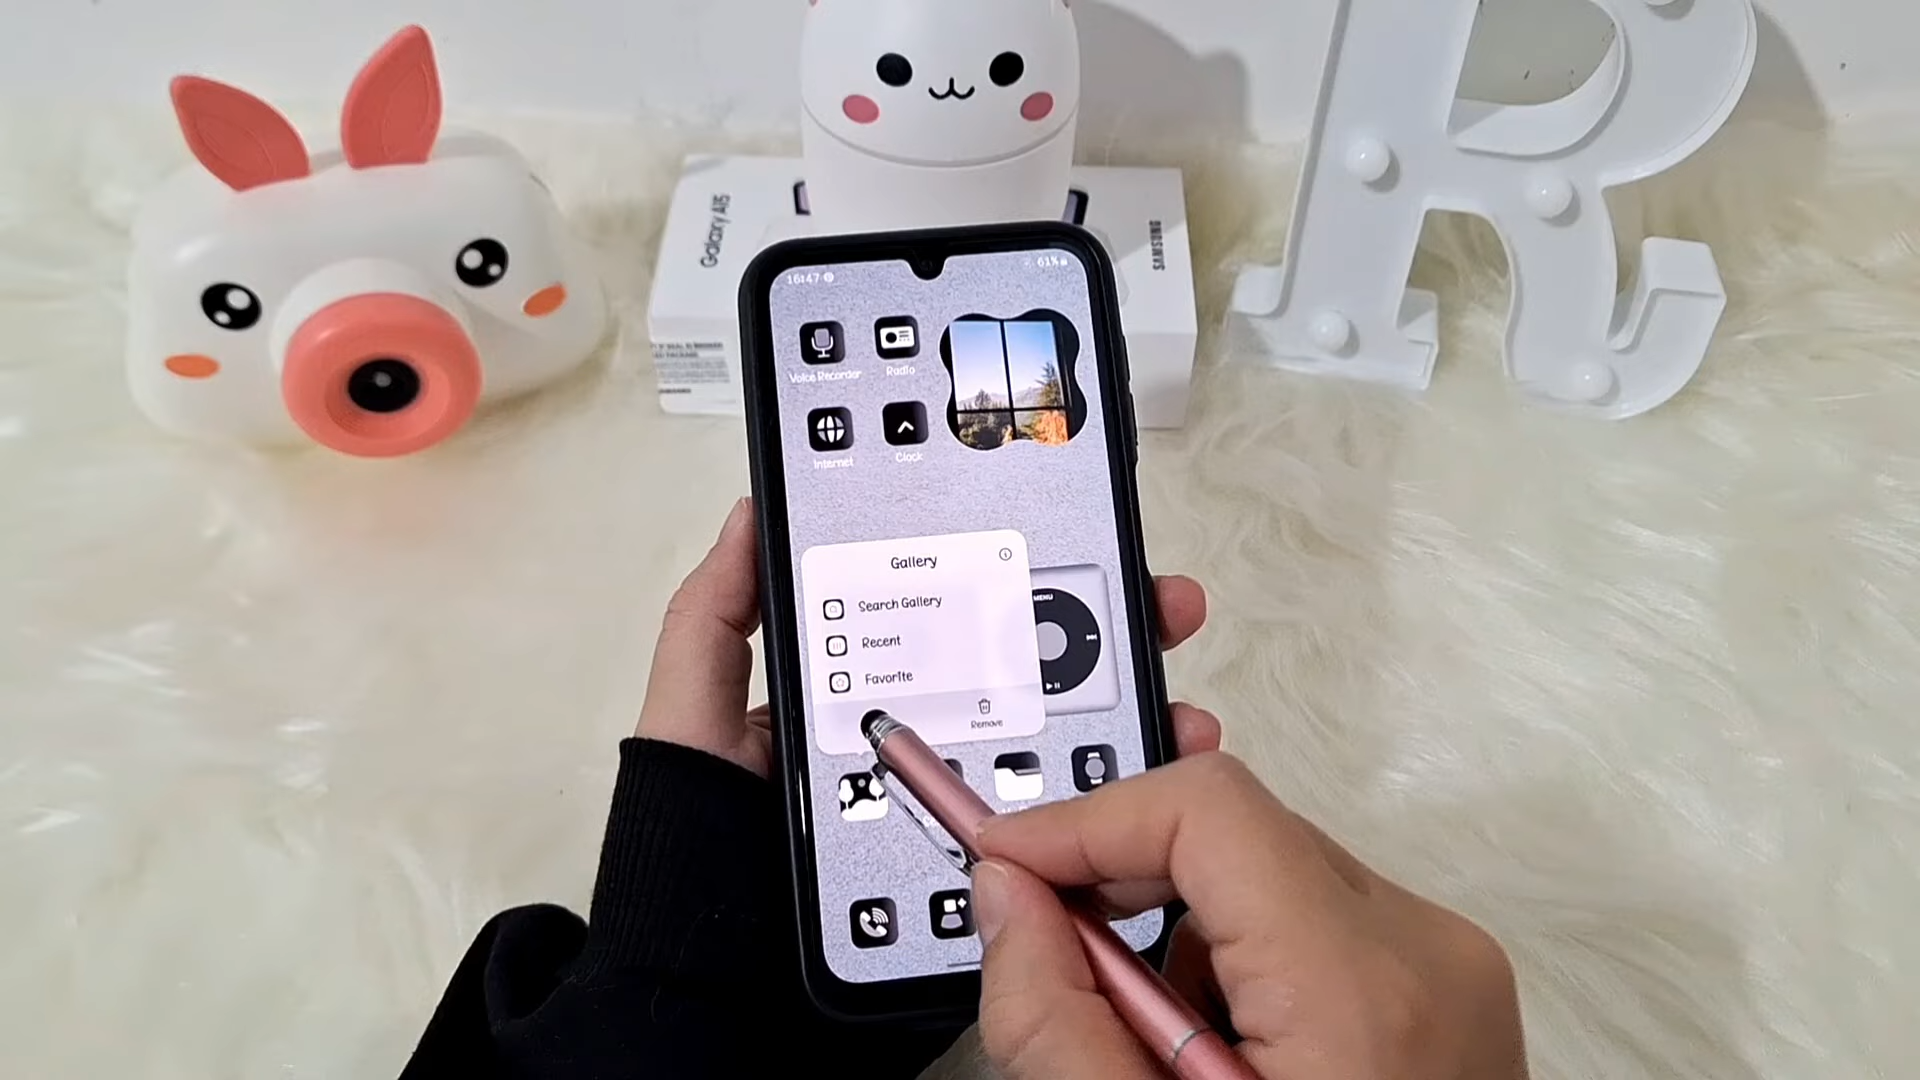 Galaxy A15
SAMSUNG
16:47
61%
Voice Recorder
Radio
Internet
Clock
Gallery
Search Gallery
Recent
Favorite
Remove
MENU